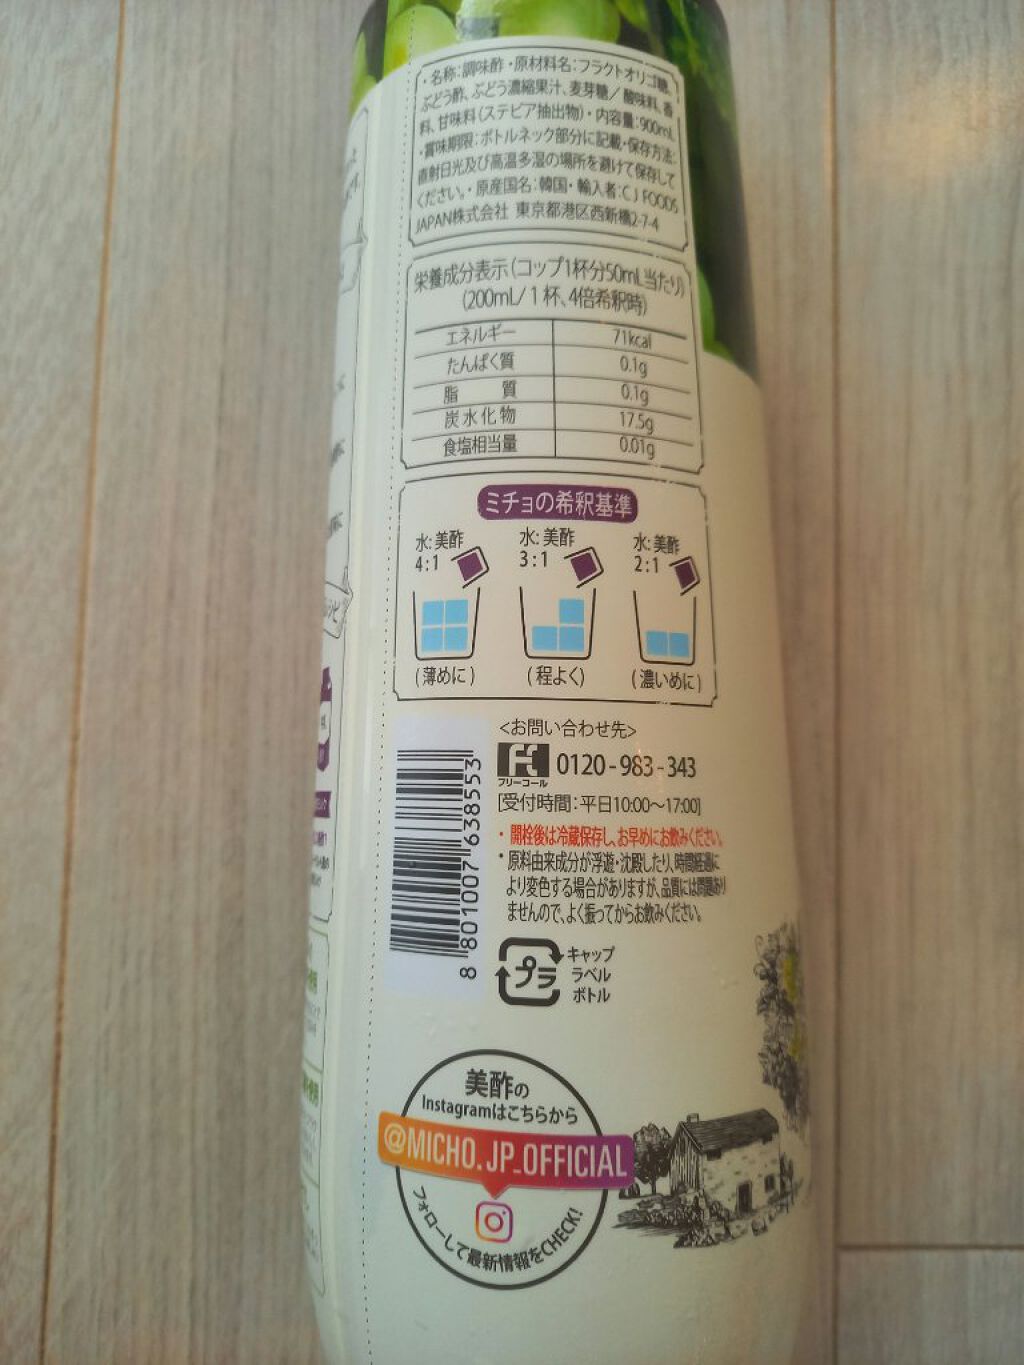 ・名称：調味酢・原材料名：フラクトオリゴ糖、
ぶどう酢、ぶどう濃縮果汁、麦芽糖／酸味料、香
料、甘味料(ステビア抽出物)・内容量：900mL
・賞味期限：ボトルネック部分に記載・保存方法：
直射日光及び高温多湿の場所を避けて保存して
ください。・原産国名：韓国・輸入者：CJ FOODS
JAPAN株式会社 東京都港区西新橋2-7-4
栄養成分表示(コップ1杯分50mL当たり)
(200mL/1杯、4倍希釈時)
エネルギー 71kcal
たんぱく質 0.1g
脂質 0.1g
炭水化物 17.5g
食塩相当量 0.01g
ミチョの希釈基準
水:美酢 4:1
(薄めに)
水:美酢 3:1
(程よく)
水:美酢 2:1
(濃いめに)
<お問い合わせ先>
フリーコール 0120-983-343
[受付時間：平日10:00～17:00]
・開栓後は冷蔵保存し、お早めにお飲みください。
・原料由来成分が浮遊・沈殿したり、時間経過に
より変色する場合がありますが、品質には問題あり
ませんので、よく振ってからお飲みください。
8 801007 638553
プラ
キャップ
ラベル
ボトル
美酢の
Instagramはこちらから
@MICHO.JP_OFFICIAL
フォローして最新情報をCHECK!